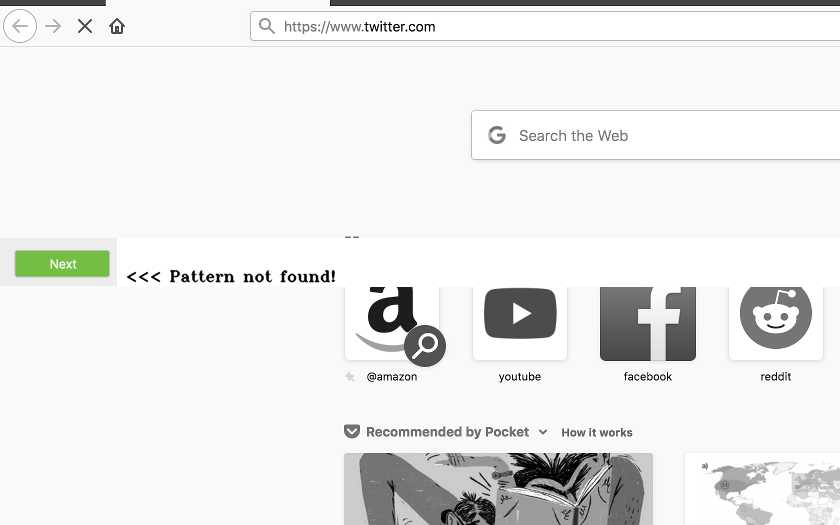 https://www.twitter.com
Search the Web
Next
<<< Pattern not found!
@amazon
youtube
facebook
reddit
Recommended by Pocket
How it works
a)